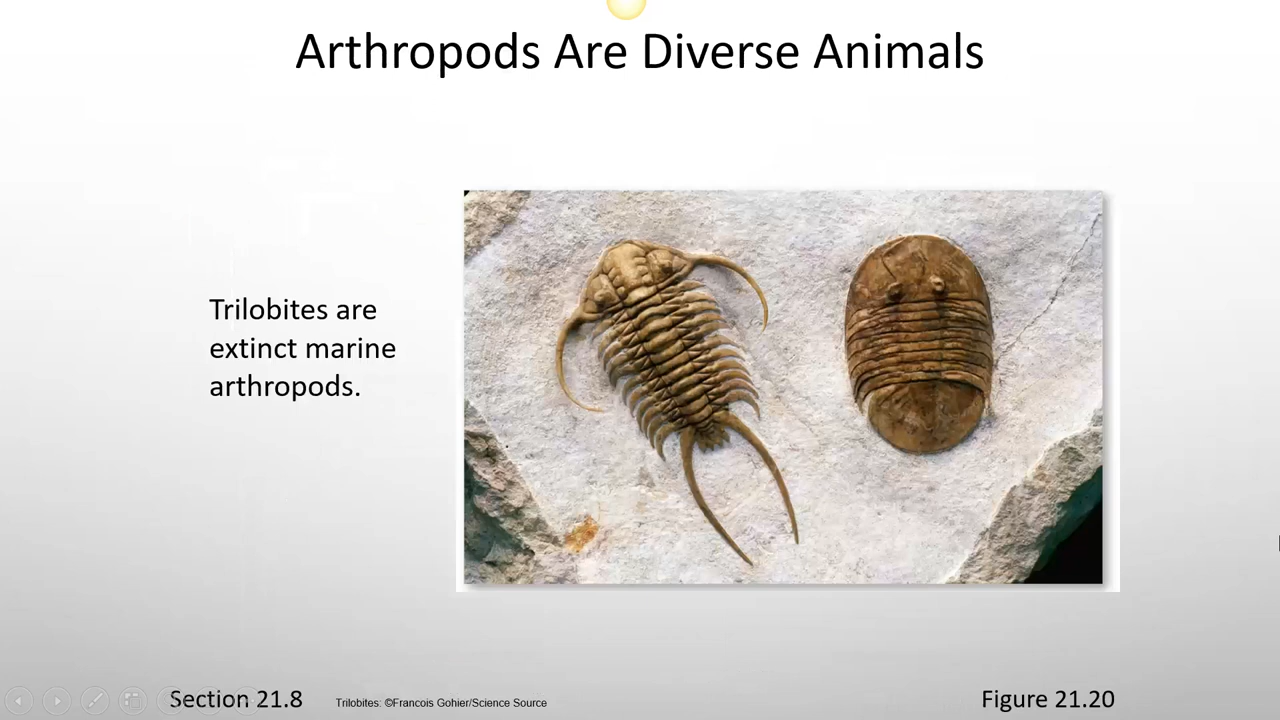 Arthropods Are Diverse Animals
Trilobites are
extinct marine
arthropods.
Section 21.8
Trilobites: ©Francois Gohier/Science Source
Figure 21.20